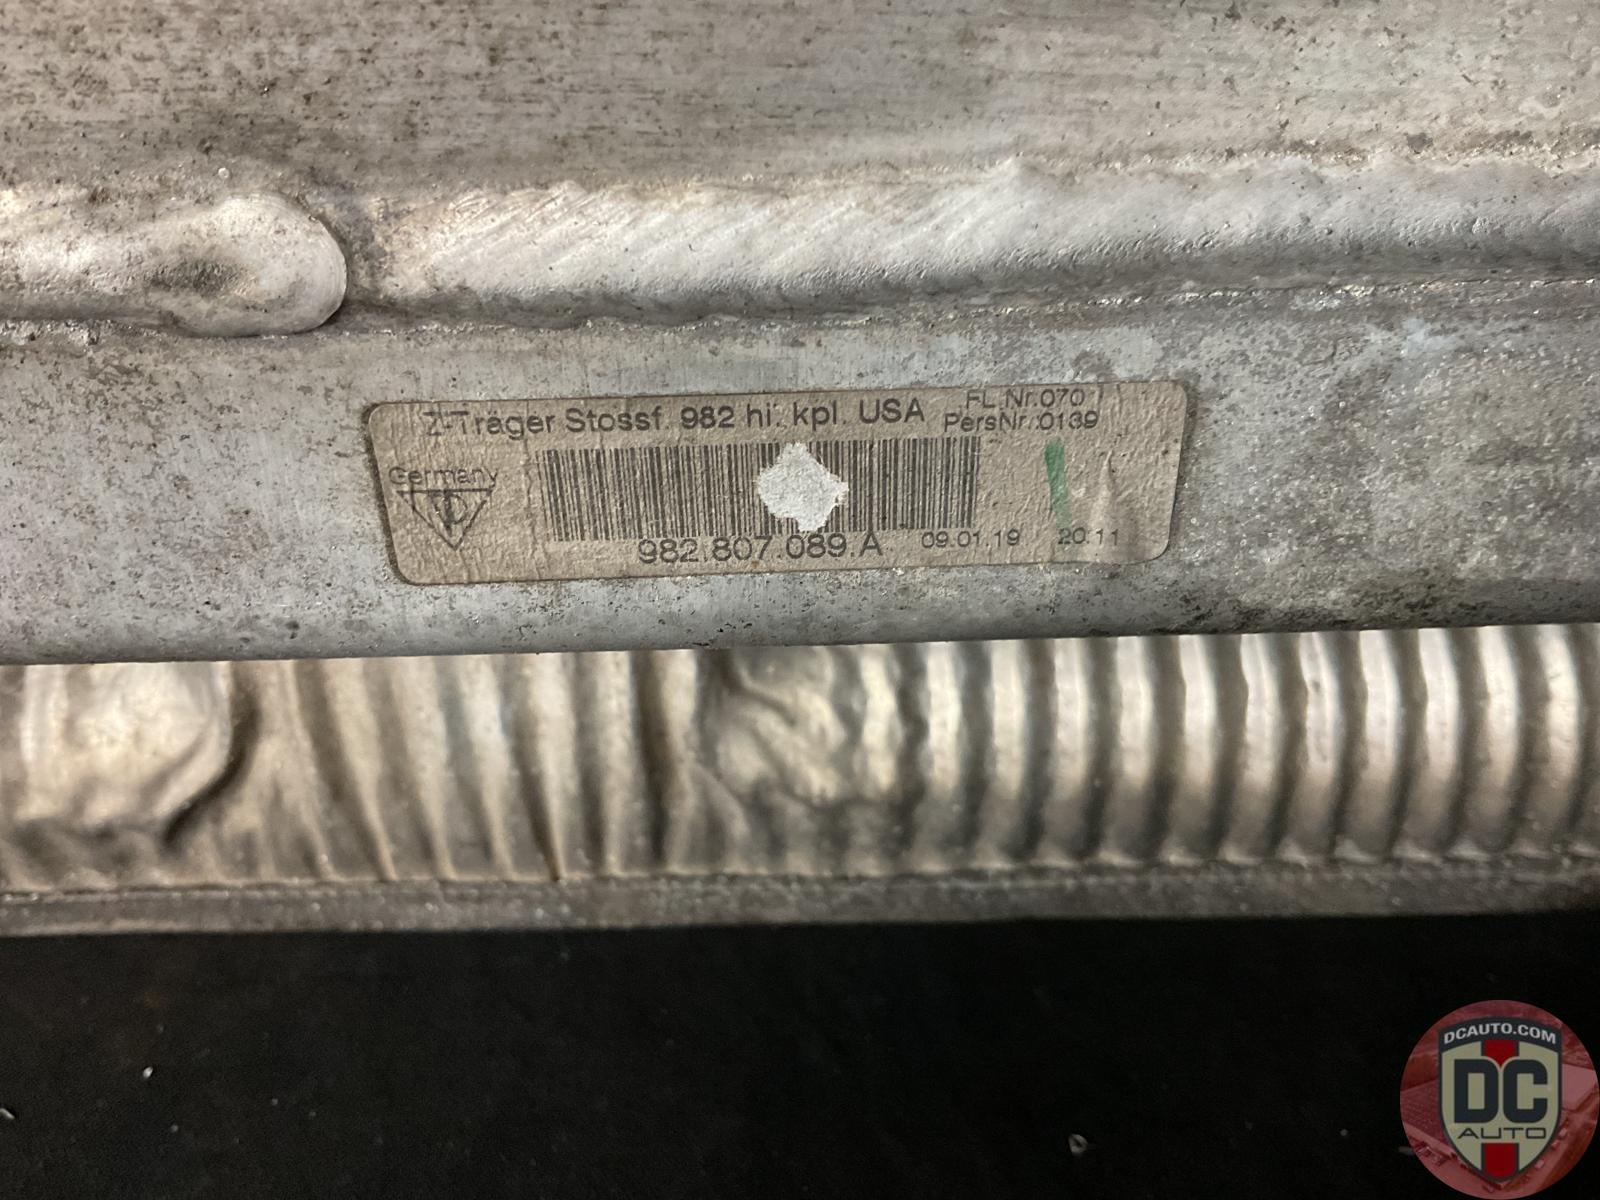 Z-Träger Stossf. 982 hi. kpl. USA
FL Nr.070
PersNr.:0139
Germany
982.807.089.A
09.01.19
20:11
DCAUTO.COM
DC
AUTO